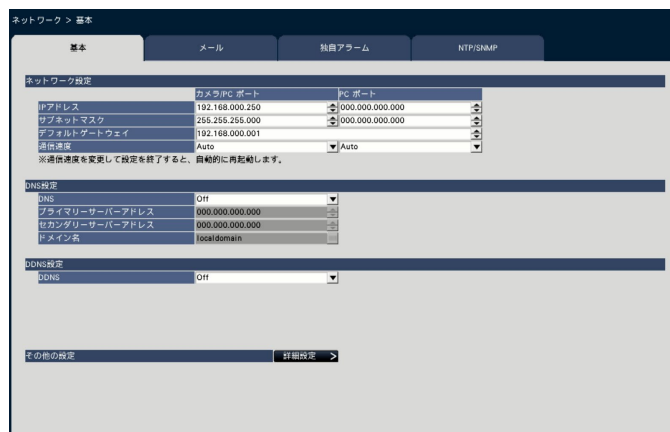 ネットワーク > 基本
基本 メール 独自アラーム NTP/SNMP
ネットワーク設定
カメラ/PC ポート PC ポート
IPアドレス 192.168.000.250 000.000.000.000
サブネットマスク 255.255.255.000 000.000.000.000
デフォルトゲートウェイ 192.168.000.001
通信速度 Auto Auto
※通信速度を変更して設定を終了すると、自動的に再起動します。
DNS設定
DNS Off
プライマリーサーバーアドレス 000.000.000.000
セカンダリーサーバーアドレス 000.000.000.000
ドメイン名 localdomain
DDNS設定
DDNS Off
その他の設定 詳細設定 >